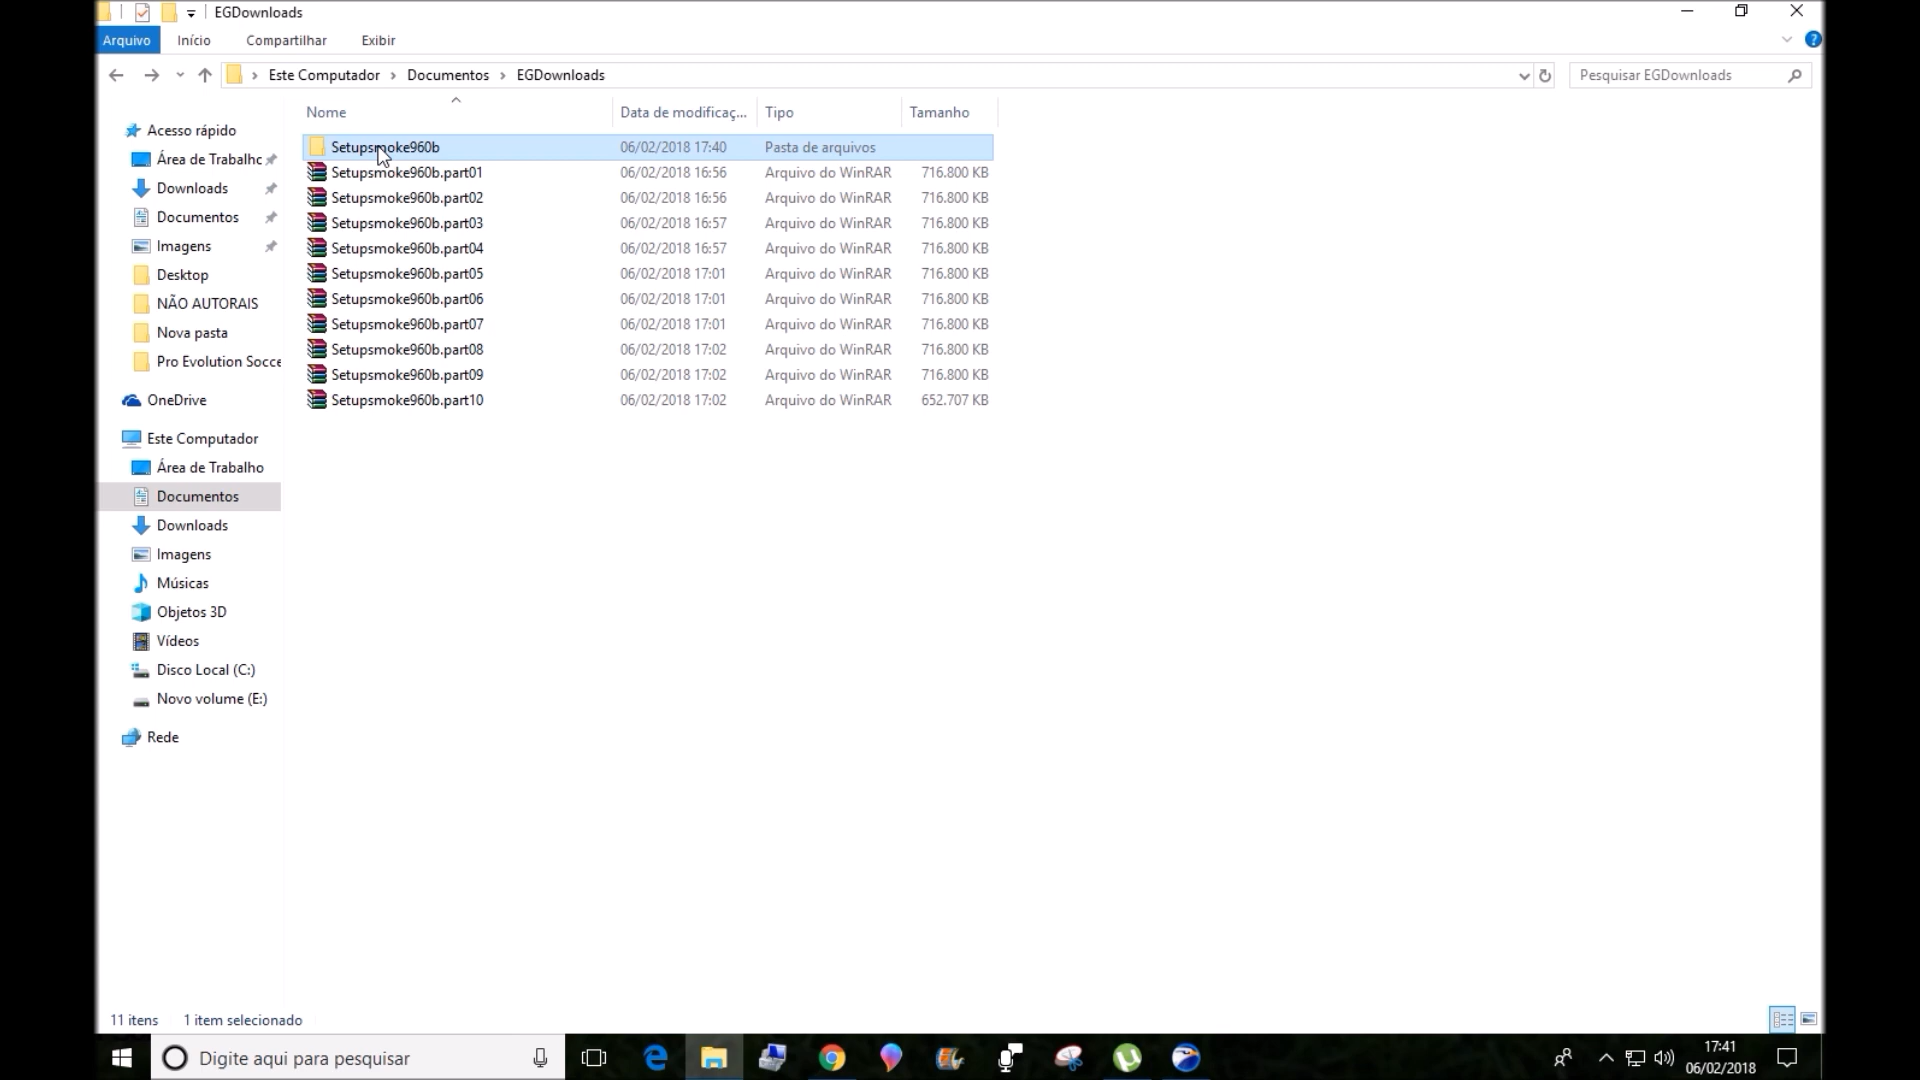 EGDownloads
Arquivo Início Compartilhar Exibir
Este Computador Documentos EGDownloads
Pesquisar EGDownloads
Nome Data de modificaç... Tipo Tamanho
Acesso rápido
Área de Trabalhc
Downloads
Documentos
Imagens
Desktop
NÃO AUTORAIS
Nova pasta
Pro Evolution Socce
OneDrive
Este Computador
Área de Trabalho
Documentos
Downloads
Imagens
Músicas
Objetos 3D
Vídeos
Disco Local (C:)
Novo volume (E:)
Rede
Setupsmoke960b 06/02/2018 17:40 Pasta de arquivos
Setupsmoke960b.part01 06/02/2018 16:56 Arquivo do WinRAR 716.800 KB
Setupsmoke960b.part02 06/02/2018 16:56 Arquivo do WinRAR 716.800 KB
Setupsmoke960b.part03 06/02/2018 16:57 Arquivo do WinRAR 716.800 KB
Setupsmoke960b.part04 06/02/2018 16:57 Arquivo do WinRAR 716.800 KB
Setupsmoke960b.part05 06/02/2018 17:01 Arquivo do WinRAR 716.800 KB
Setupsmoke960b.part06 06/02/2018 17:01 Arquivo do WinRAR 716.800 KB
Setupsmoke960b.part07 06/02/2018 17:01 Arquivo do WinRAR 716.800 KB
Setupsmoke960b.part08 06/02/2018 17:02 Arquivo do WinRAR 716.800 KB
Setupsmoke960b.part09 06/02/2018 17:02 Arquivo do WinRAR 716.800 KB
Setupsmoke960b.part10 06/02/2018 17:02 Arquivo do WinRAR 652.707 KB
11 itens 1 item selecionado
Digite aqui para pesquisar
17:41
06/02/2018